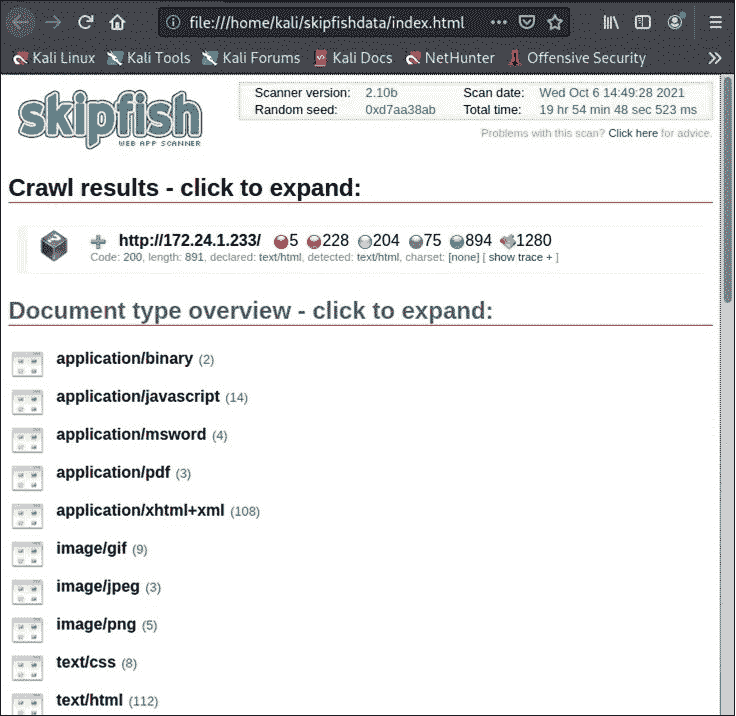 file:///home/kali/skipfishdata/index.html
Kali Linux Kali Tools Kali Forums Kali Docs NetHunter Offensive Security
skipfish
WEB APP SCANNER
Scanner version: 2.10b Scan date: Wed Oct 6 14:49:28 2021
Random seed: 0xd7aa38ab Total time: 19 hr 54 min 48 sec 523 ms
Problems with this scan? Click here for advice.
Crawl results - click to expand:
http://172.24.1.233/ 5 228 204 75 894 1280
Code: 200, length: 891, declared: text/html, detected: text/html, charset: [none] [ show trace + ]
Document type overview - click to expand:
application/binary (2)
application/javascript (14)
application/msword (4)
application/pdf (3)
application/xhtml+xml (108)
image/gif (9)
image/jpeg (3)
image/png (5)
text/css (8)
text/html (112)